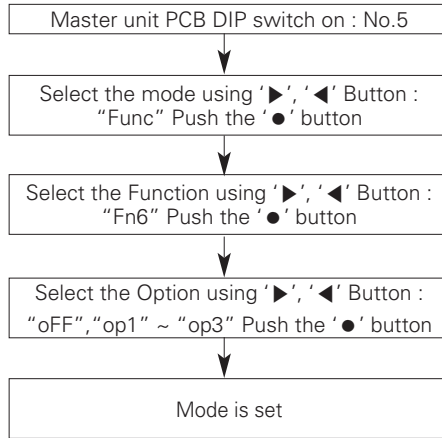 Master unit PCB DIP switch on : No.5
Select the mode using ‘▶’, ‘◀’ Button :
“Func” Push the ‘●’ button
Select the Function using ‘▶’, ‘◀’ Button :
“Fn6” Push the ‘●’ button
Select the Option using ‘▶’, ‘◀’ Button :
“oFF”,“op1” ~ “op3” Push the ‘●’ button
Mode is set